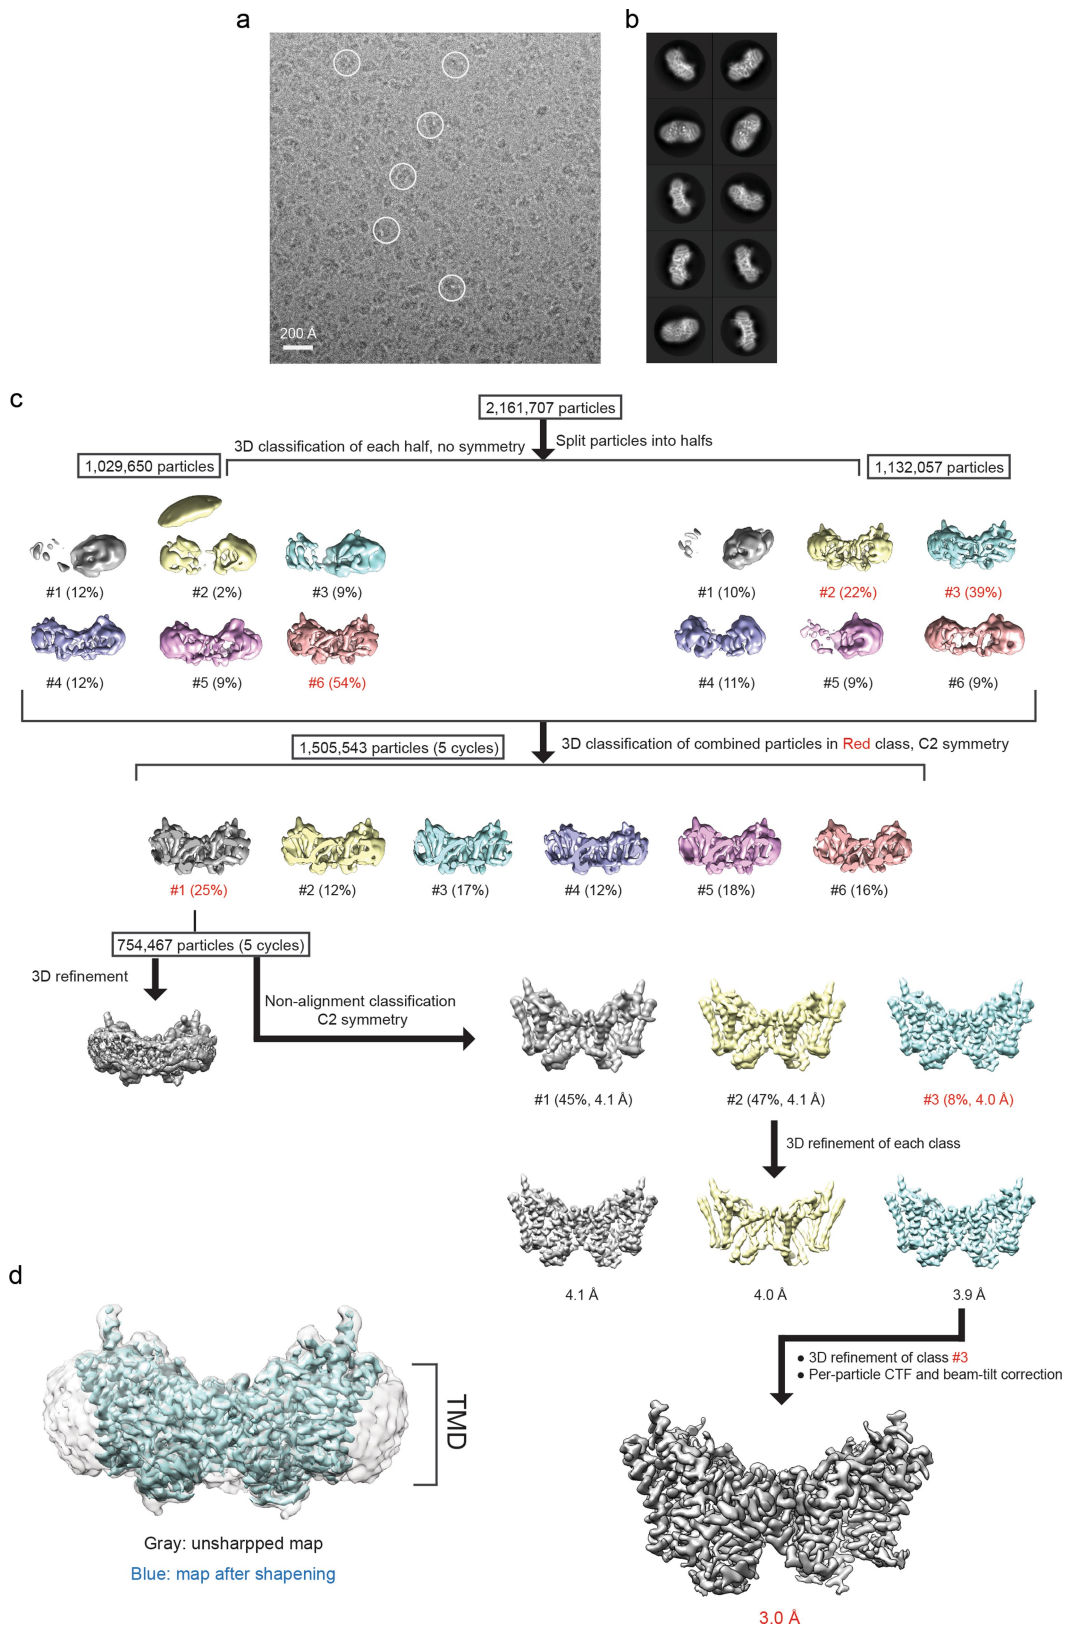 a
b
200 Å
c
2,161,707 particles
3D classification of each half, no symmetry
Split particles into halfs
1,029,650 particles
1,132,057 particles
#1 (12%)
#2 (2%)
#3 (9%)
#1 (10%)
#2 (22%)
#3 (39%)
#4 (12%)
#5 (9%)
#6 (54%)
#4 (11%)
#5 (9%)
#6 (9%)
1,505,543 particles (5 cycles)
3D classification of combined particles in Red class, C2 symmetry
#1 (25%)
#2 (12%)
#3 (17%)
#4 (12%)
#5 (18%)
#6 (16%)
754,467 particles (5 cycles)
3D refinement
Non-alignment classification
C2 symmetry
#1 (45%, 4.1 Å)
#2 (47%, 4.1 Å)
#3 (8%, 4.0 Å)
3D refinement of each class
4.1 Å
4.0 Å
3.9 Å
d
TMD
Gray: unsharpped map
Blue: map after shapening
● 3D refinement of class #3
● Per-particle CTF and beam-tilt correction
3.0 Å